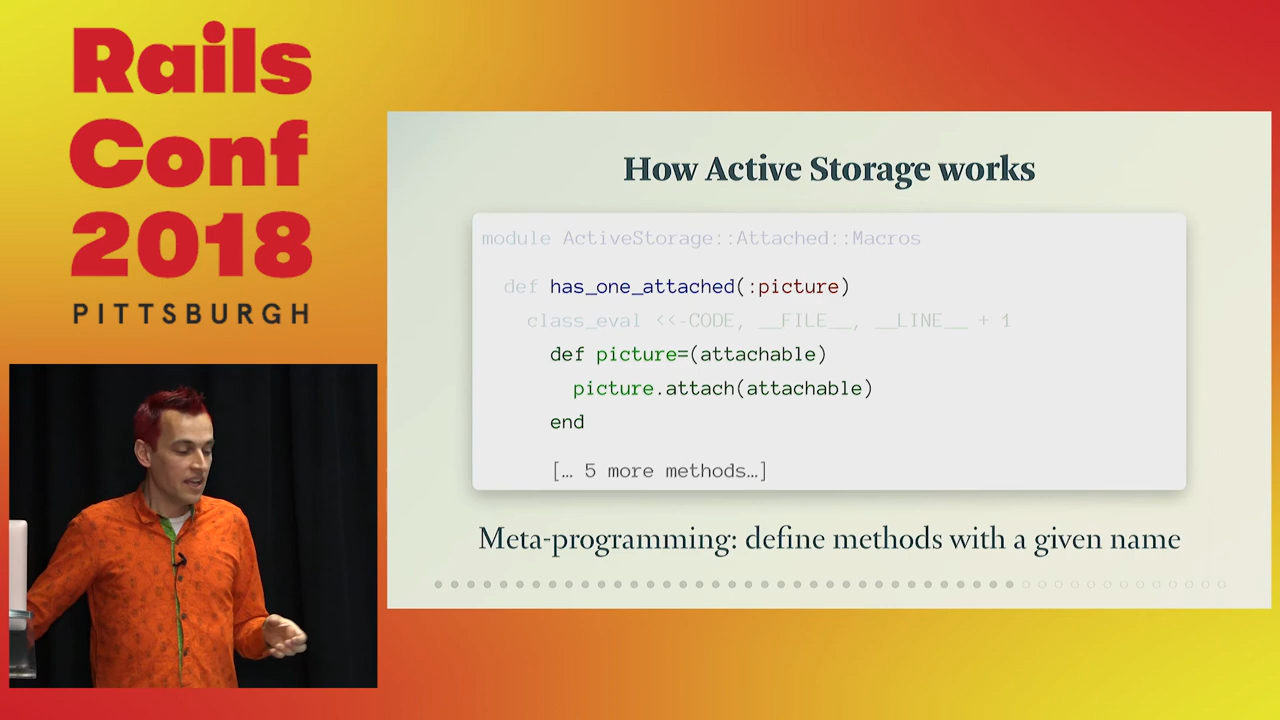 Rails
Conf
2018
PITTSBURGH
How Active Storage works
module ActiveStorage::Attached::Macros
def has_one_attached(:picture)
class_eval <<-CODE, __FILE__, __LINE__ + 1
def picture=(attachable)
picture.attach(attachable)
end
[… 5 more methods…]
Meta-programming: define methods with a given name